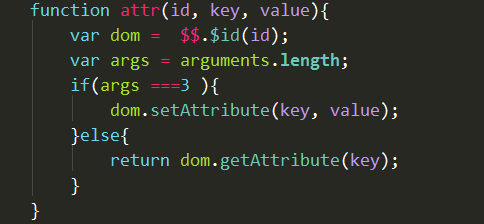 function attr(id, key, value){
    var dom =  $$.$id(id);
    var args = arguments.length;
    if(args ===3 ){
        dom.setAttribute(key, value);
    }else{
        return dom.getAttribute(key);
    }
}